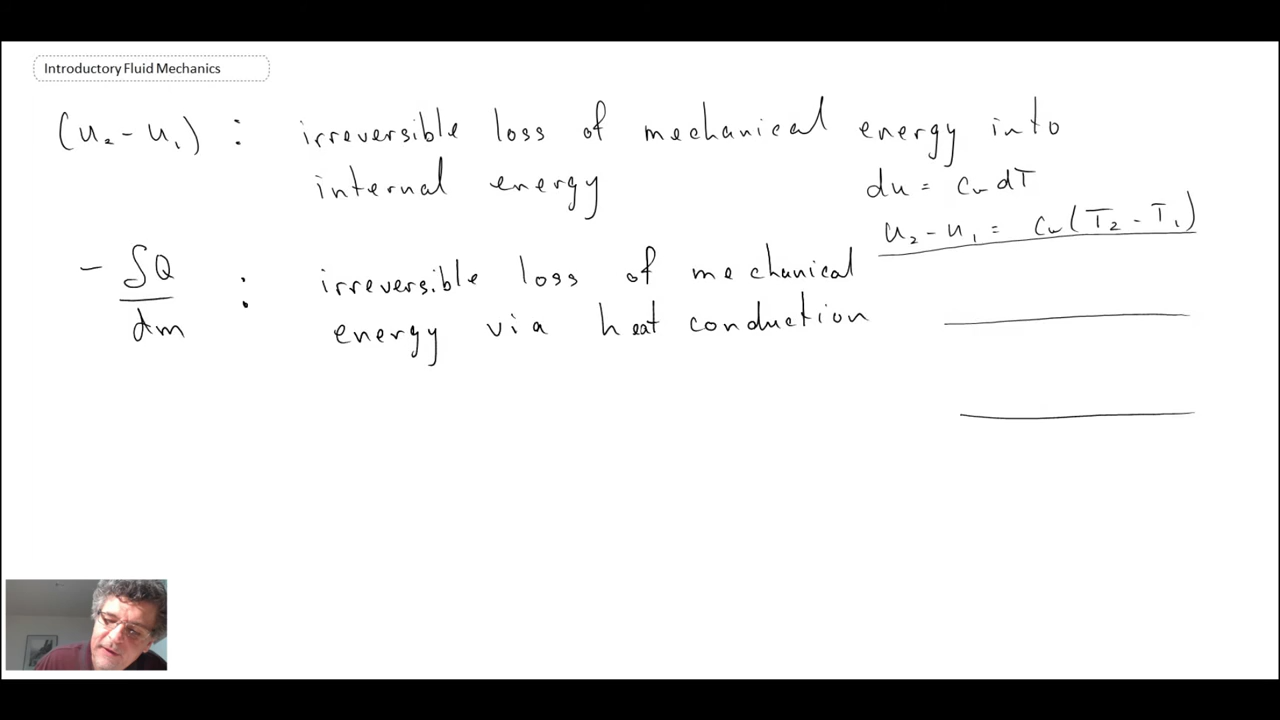 Introductory Fluid Mechanics
(u₂ - u₁) : irreversible loss of mechanical energy into
internal energy
du = cᵥ dT
u₂ - u₁ = cᵥ (T₂ - T₁)
- δQ/dm : irreversible loss of mechanical
energy via heat conduction